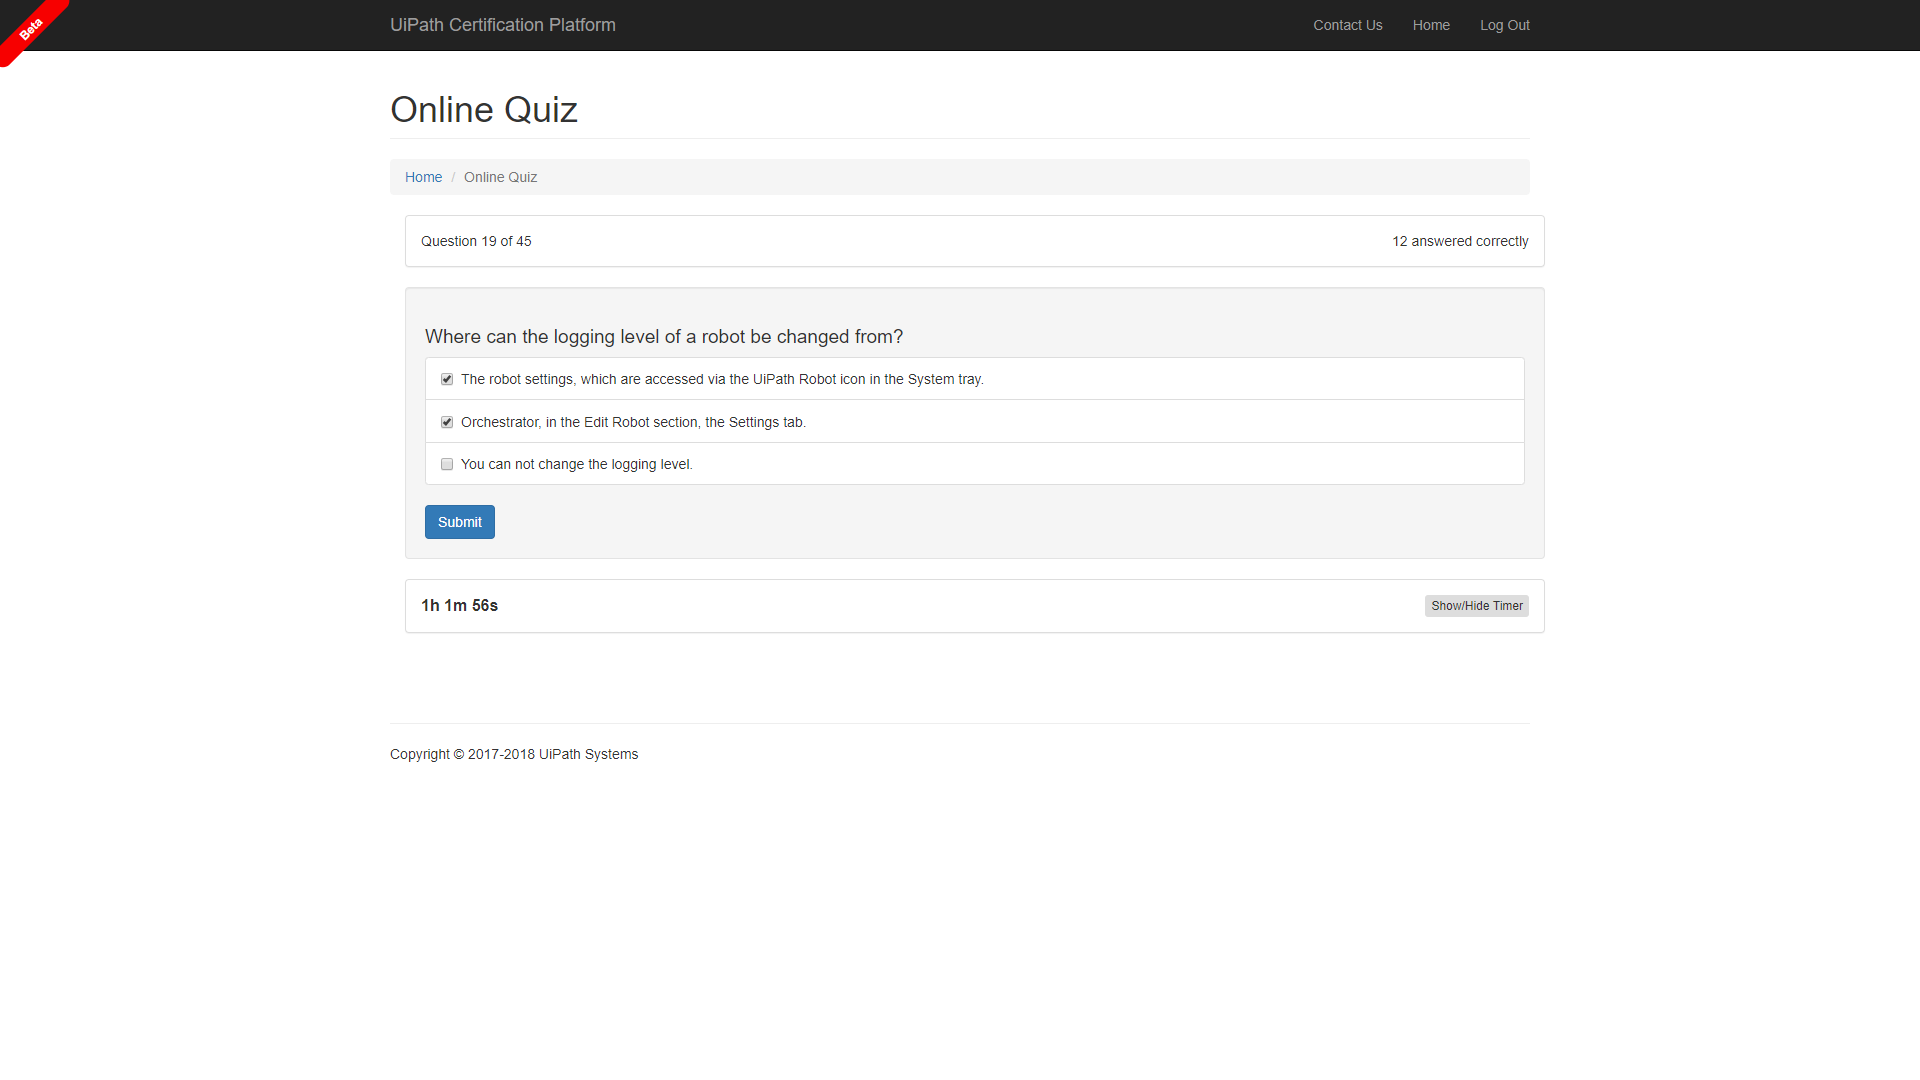 Beta
UiPath Certification Platform
Contact Us
Home
Log Out
Online Quiz
Home / Online Quiz
Question 19 of 45
12 answered correctly
Where can the logging level of a robot be changed from?
The robot settings, which are accessed via the UiPath Robot icon in the System tray.
Orchestrator, in the Edit Robot section, the Settings tab.
You can not change the logging level.
Submit
1h 1m 56s
Show/Hide Timer
Copyright © 2017-2018 UiPath Systems